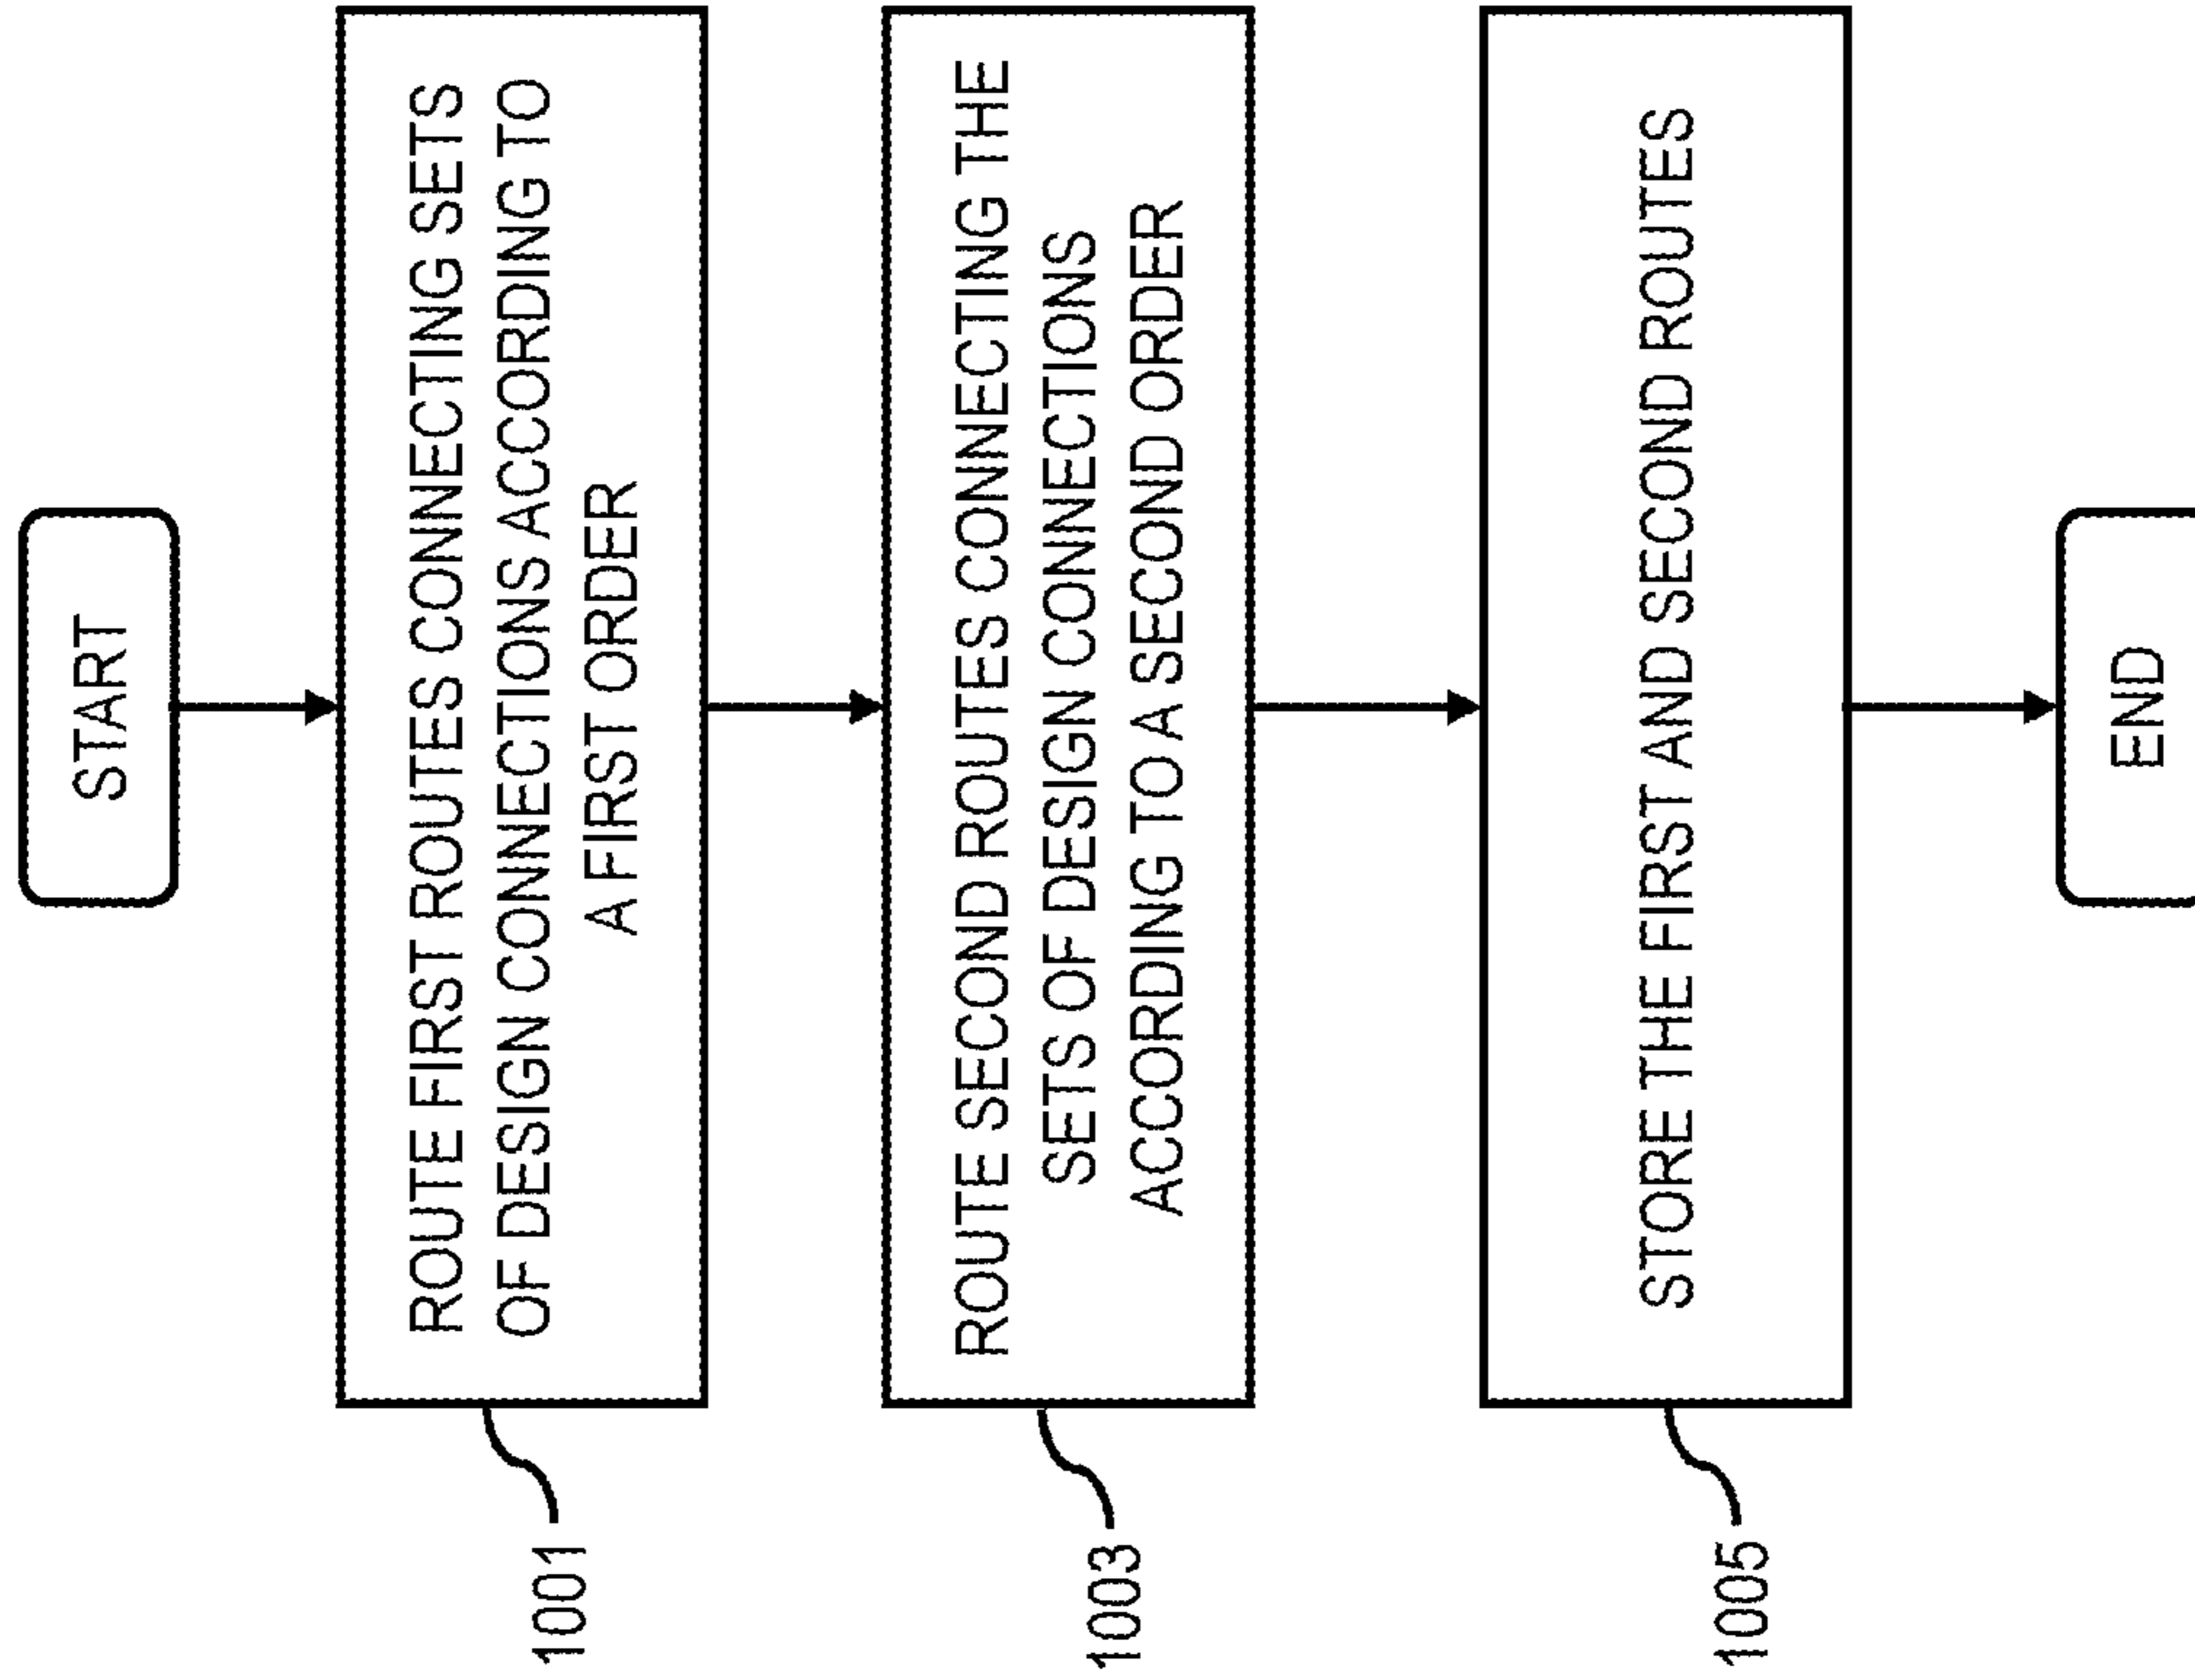 START
ROUTE FIRST ROUTES CONNECTING SETS
OF DESIGN CONNECTIONS ACCORDING TO
A FIRST ORDER
1001
ROUTE SECOND ROUTES CONNECTING THE
SETS OF DESIGN CONNECTIONS
ACCORDING TO A SECOND ORDER
1003
STORE THE FIRST AND SECOND ROUTES
1005
END